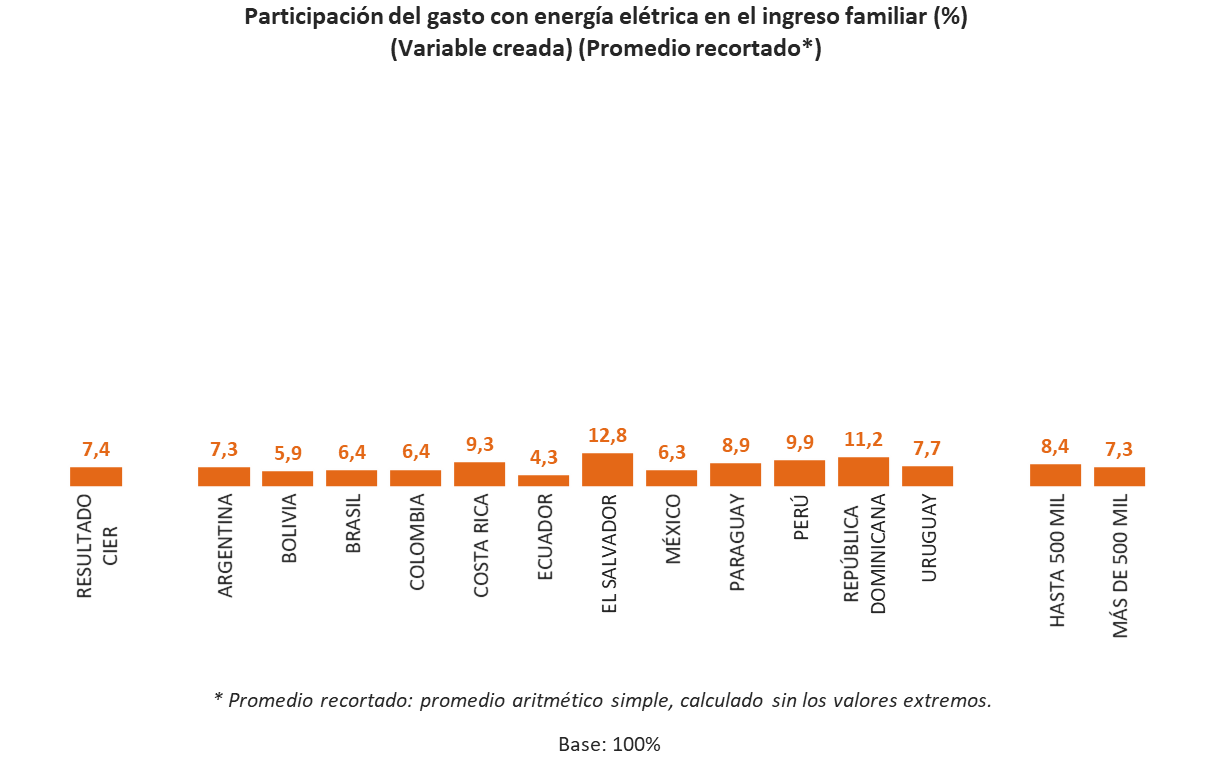 Participación del gasto con energía elétrica en el ingreso familiar (%)
(Variable creada) (Promedio recortado*)
7,4
7,3
5,9
6,4
6,4
9,3
4,3
12,8
6,3
8,9
9,9
11,2
7,7
8,4
7,3
RESULTADO
CIER
ARGENTINA
BOLIVIA
BRASIL
COLOMBIA
COSTA RICA
ECUADOR
EL SALVADOR
MÉXICO
PARAGUAY
PERÚ
REPÚBLICA
DOMINICANA
URUGUAY
HASTA 500 MIL
MÁS DE 500 MIL
* Promedio recortado: promedio aritmético simple, calculado sin los valores extremos.
Base: 100%